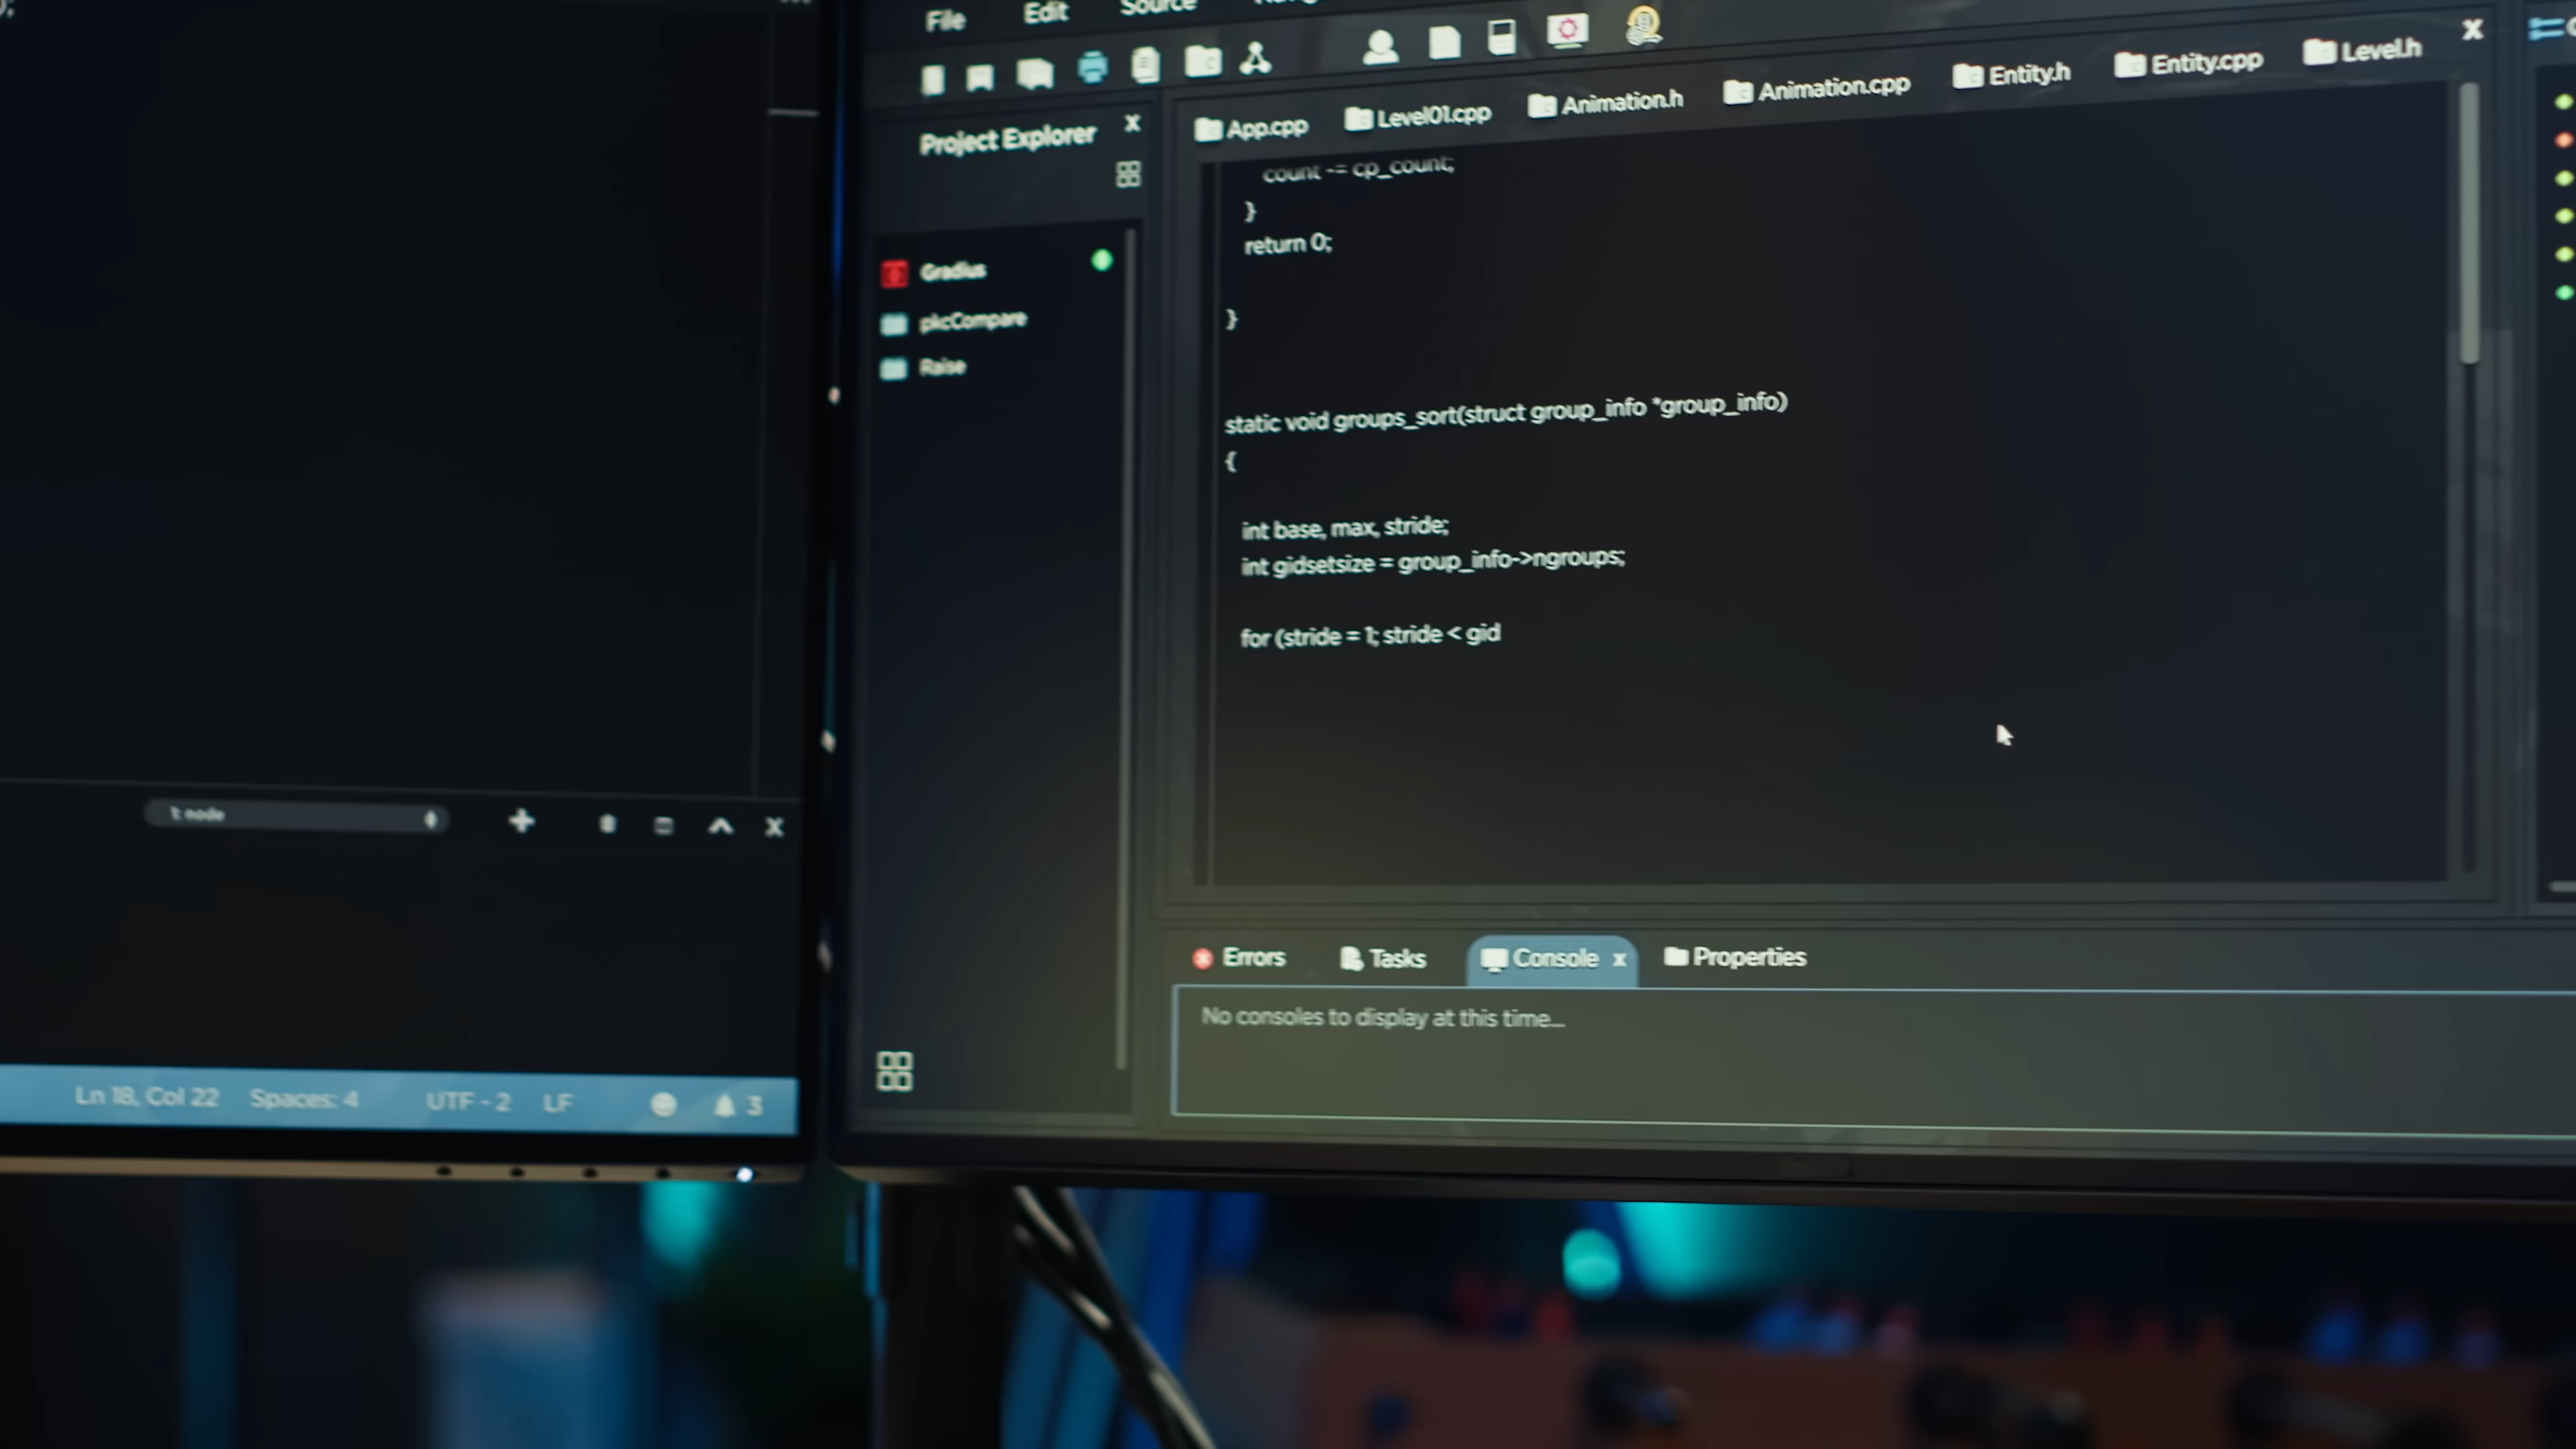 File Edit Source
Project Explorer x
App.cpp Level01.cpp Animation.h Animation.cpp Entity.h Entity.cpp Level.h x
Gradius
pkcCompare
Raise
count -= cp_count;
}
return 0;
}
static void groups_sort(struct group_info *group_info)
{
int base, max, stride;
int gidsetsize = group_info->ngroups;
for (stride = 1; stride < gid
Errors Tasks Console x Properties
No consoles to display at this time...
1: node
Ln 18, Col 22 Spaces: 4 UTF - 2 LF 3